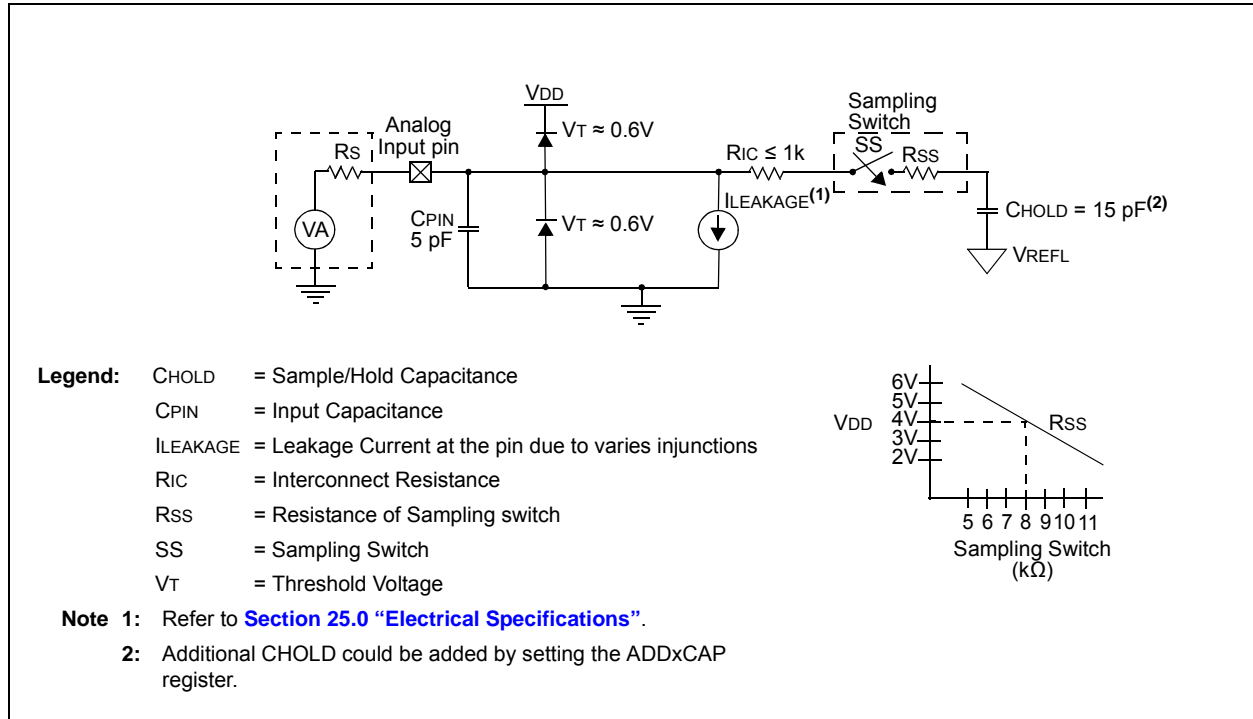 VDD
Sampling
Switch
Analog
Input pin
VT ≈ 0.6V
RS
RIC ≤ 1k
SS
RSS
ILEAKAGE(1)
CPIN
5 pF
VT ≈ 0.6V
VA
CHOLD = 15 pF(2)
VREFL
Legend: CHOLD = Sample/Hold Capacitance
CPIN = Input Capacitance
ILEAKAGE = Leakage Current at the pin due to varies injunctions
RIC = Interconnect Resistance
RSS = Resistance of Sampling switch
SS = Sampling Switch
VT = Threshold Voltage
6V
5V
VDD 4V RSS
3V
2V
5 6 7 8 9 10 11
Sampling Switch
(kΩ)
Note 1: Refer to Section 25.0 “Electrical Specifications”.
2: Additional CHOLD could be added by setting the ADDxCAP
register.